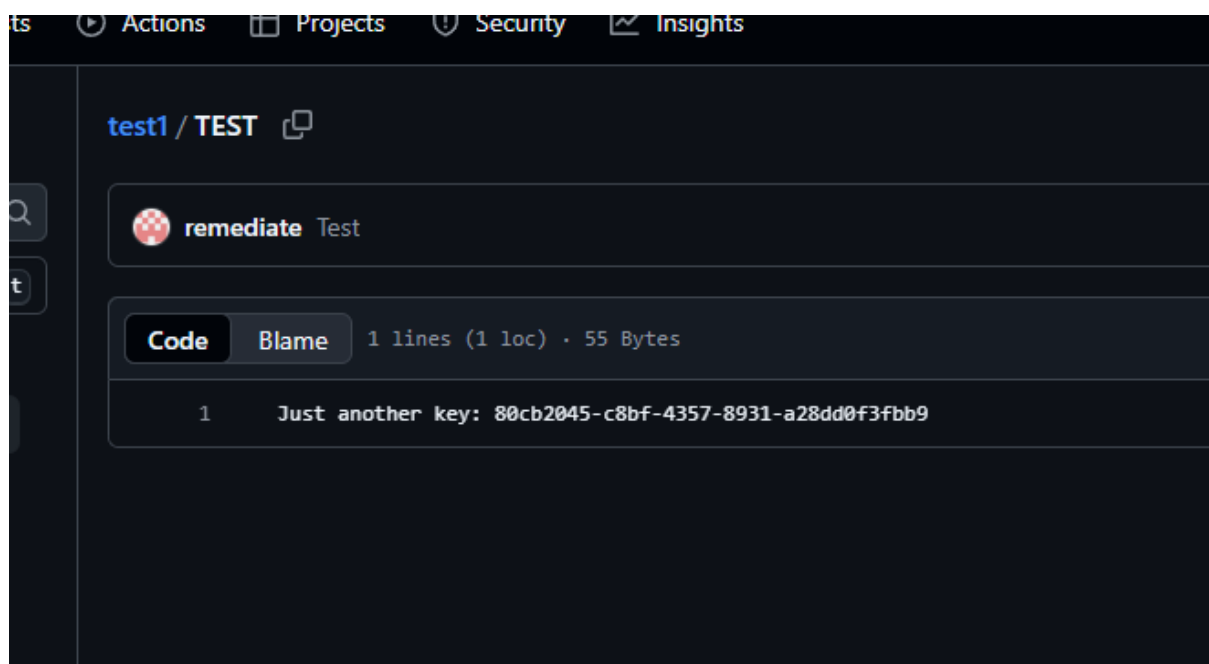 ts Actions Projects Security Insights
test1 / TEST
remediate Test
t
Code Blame 1 lines (1 loc) · 55 Bytes
1 Just another key: 80cb2045-c8bf-4357-8931-a28dd0f3fbb9